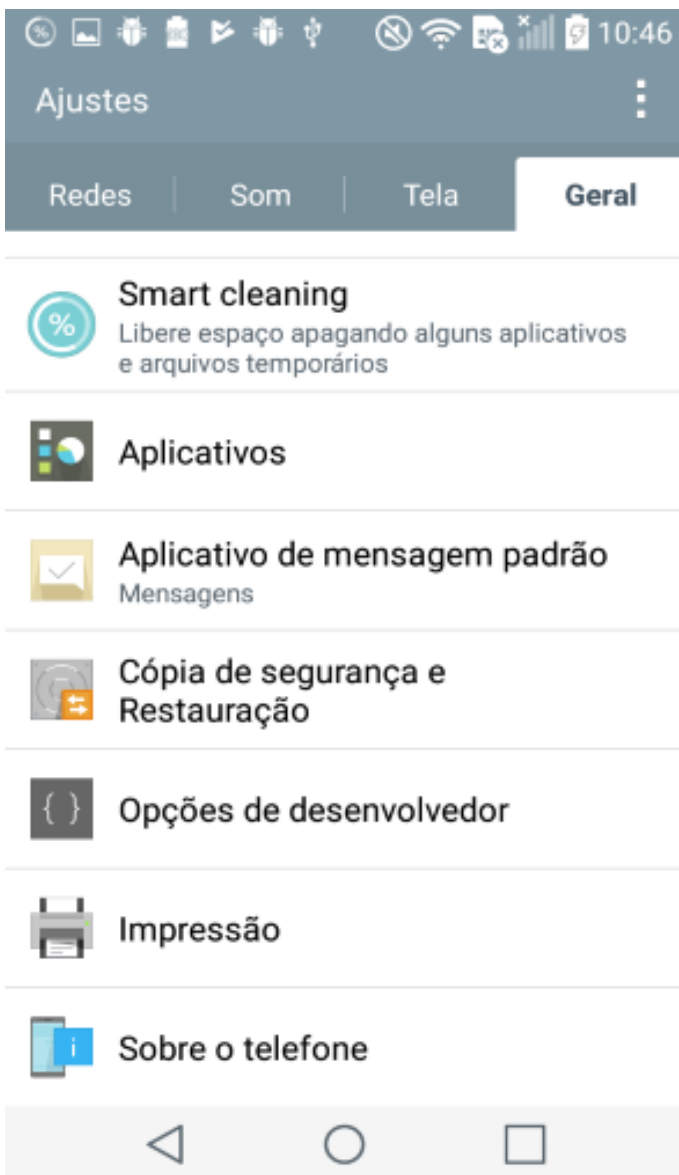 10:46
Ajustes
Redes
Som
Tela
Geral
Smart cleaning
Libere espaço apagando alguns aplicativos
e arquivos temporários
Aplicativos
Aplicativo de mensagem padrão
Mensagens
Cópia de segurança e
Restauração
Opções de desenvolvedor
Impressão
Sobre o telefone